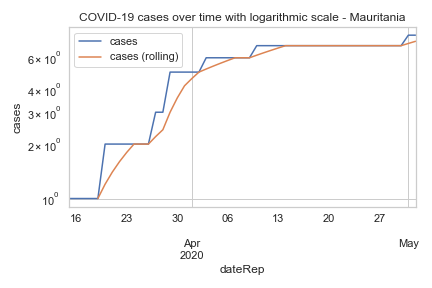 COVID-19 cases over time with logarithmic scale - Mauritania
cases
cases (rolling)
6 × 10⁰
4 × 10⁰
3 × 10⁰
2 × 10⁰
10⁰
cases
16 23 30 06 13 20 27
Apr May
2020
dateRep